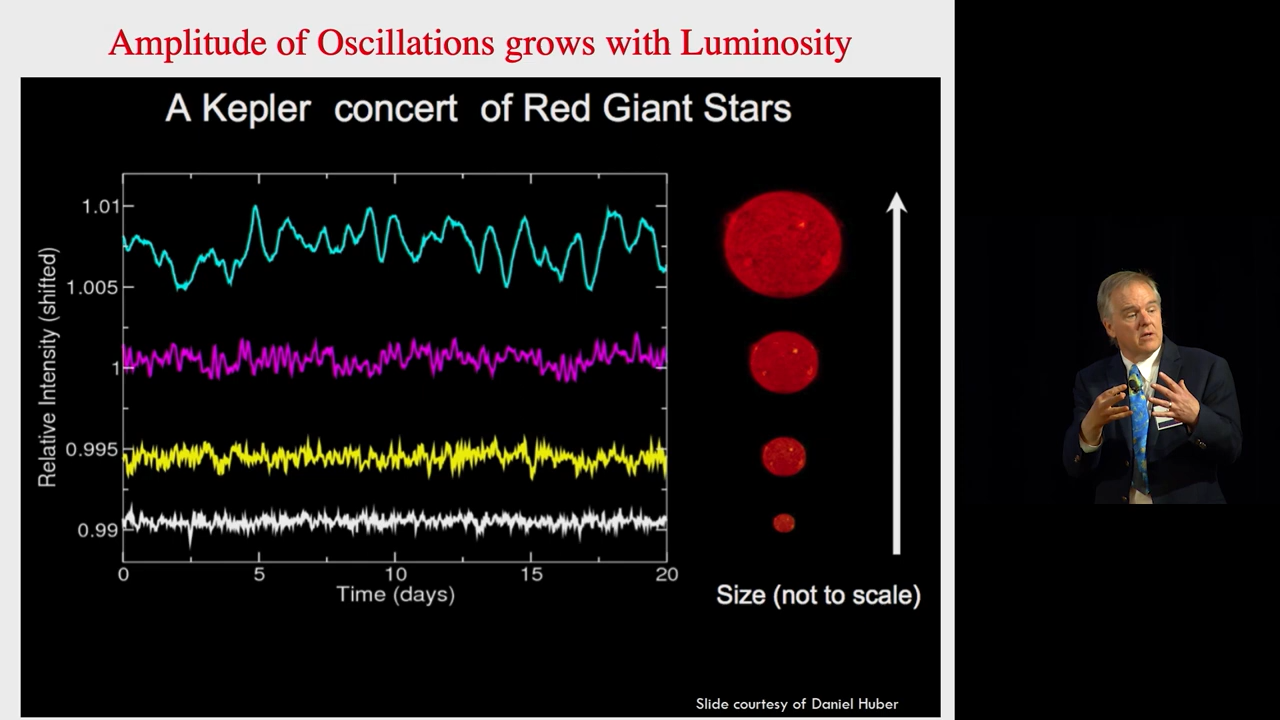 Amplitude of Oscillations grows with Luminosity
A Kepler concert of Red Giant Stars
Relative Intensity (shifted)
1.01
1.005
1
0.995
0.99
0
5
10
15
20
Time (days)
Size (not to scale)
Slide courtesy of Daniel Huber